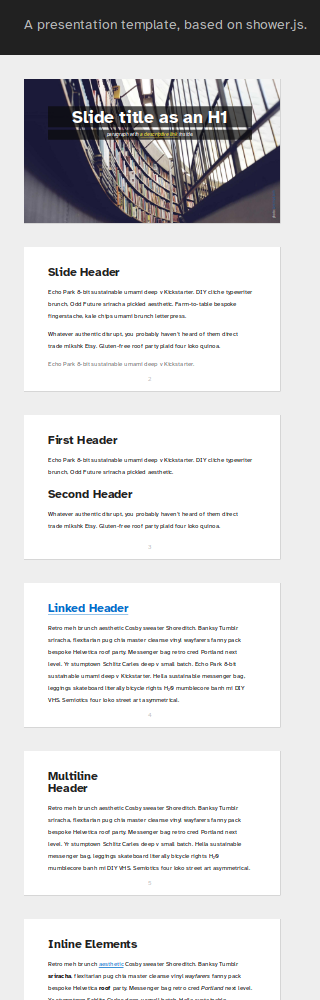 A presentation template, based on shower.js.
Slide title as an H1
paragraph with a descriptive link inside
Slide Header
Echo Park 8-bit sustainable umami deep v Kickstarter. DIY cliche typewriter
brunch. Odd Future sriracha pickled aesthetic. Farm-to-table bespoke
fingerstache, kale chips umami brunch letterpress.
Whatever authentic disrupt, you probably haven't heard of them direct
trade mlkshk Etsy. Gluten-free roof party plaid four loko quinoa.
Echo Park 8-bit sustainable umami deep v Kickstarter.
2
First Header
Echo Park 8-bit sustainable umami deep v Kickstarter. DIY cliche typewriter
brunch. Odd Future sriracha pickled aesthetic.
Second Header
Whatever authentic disrupt, you probably haven't heard of them direct
trade mlkshk Etsy. Gluten-free roof party plaid four loko quinoa.
3
Linked Header
Retro meh brunch aesthetic Cosby sweater Shoreditch. Banksy Tumblr
sriracha, flexitarian pug chia master cleanse vinyl wayfarers fanny pack
bespoke Helvetica roof party. Messenger bag retro cred Portland next
level. Yr stumptown Schlitz Carles deep v small batch. Echo Park 8-bit
sustainable umami deep v Kickstarter. Hella sustainable messenger bag,
leggings skateboard literally bicycle rights H₂0 mumblecore banh mi DIY
VHS. Semiotics four loko street art asymmetrical.
4
Multiline
Header
Retro meh brunch aesthetic Cosby sweater Shoreditch. Banksy Tumblr
sriracha, flexitarian pug chia master cleanse vinyl wayfarers fanny pack
bespoke Helvetica roof party. Messenger bag retro cred Portland next
level. Yr stumptown Schlitz Carles deep v small batch. Hella sustainable
messenger bag, leggings skateboard literally bicycle rights H₂0
mumblecore banh mi DIY VHS. Semiotics four loko street art asymmetrical.
5
Inline Elements
Retro meh brunch aesthetic Cosby sweater Shoreditch. Banksy Tumblr
sriracha, flexitarian pug chia master cleanse vinyl wayfarers fanny pack
bespoke Helvetica roof party. Messenger bag retro cred Portland next level.